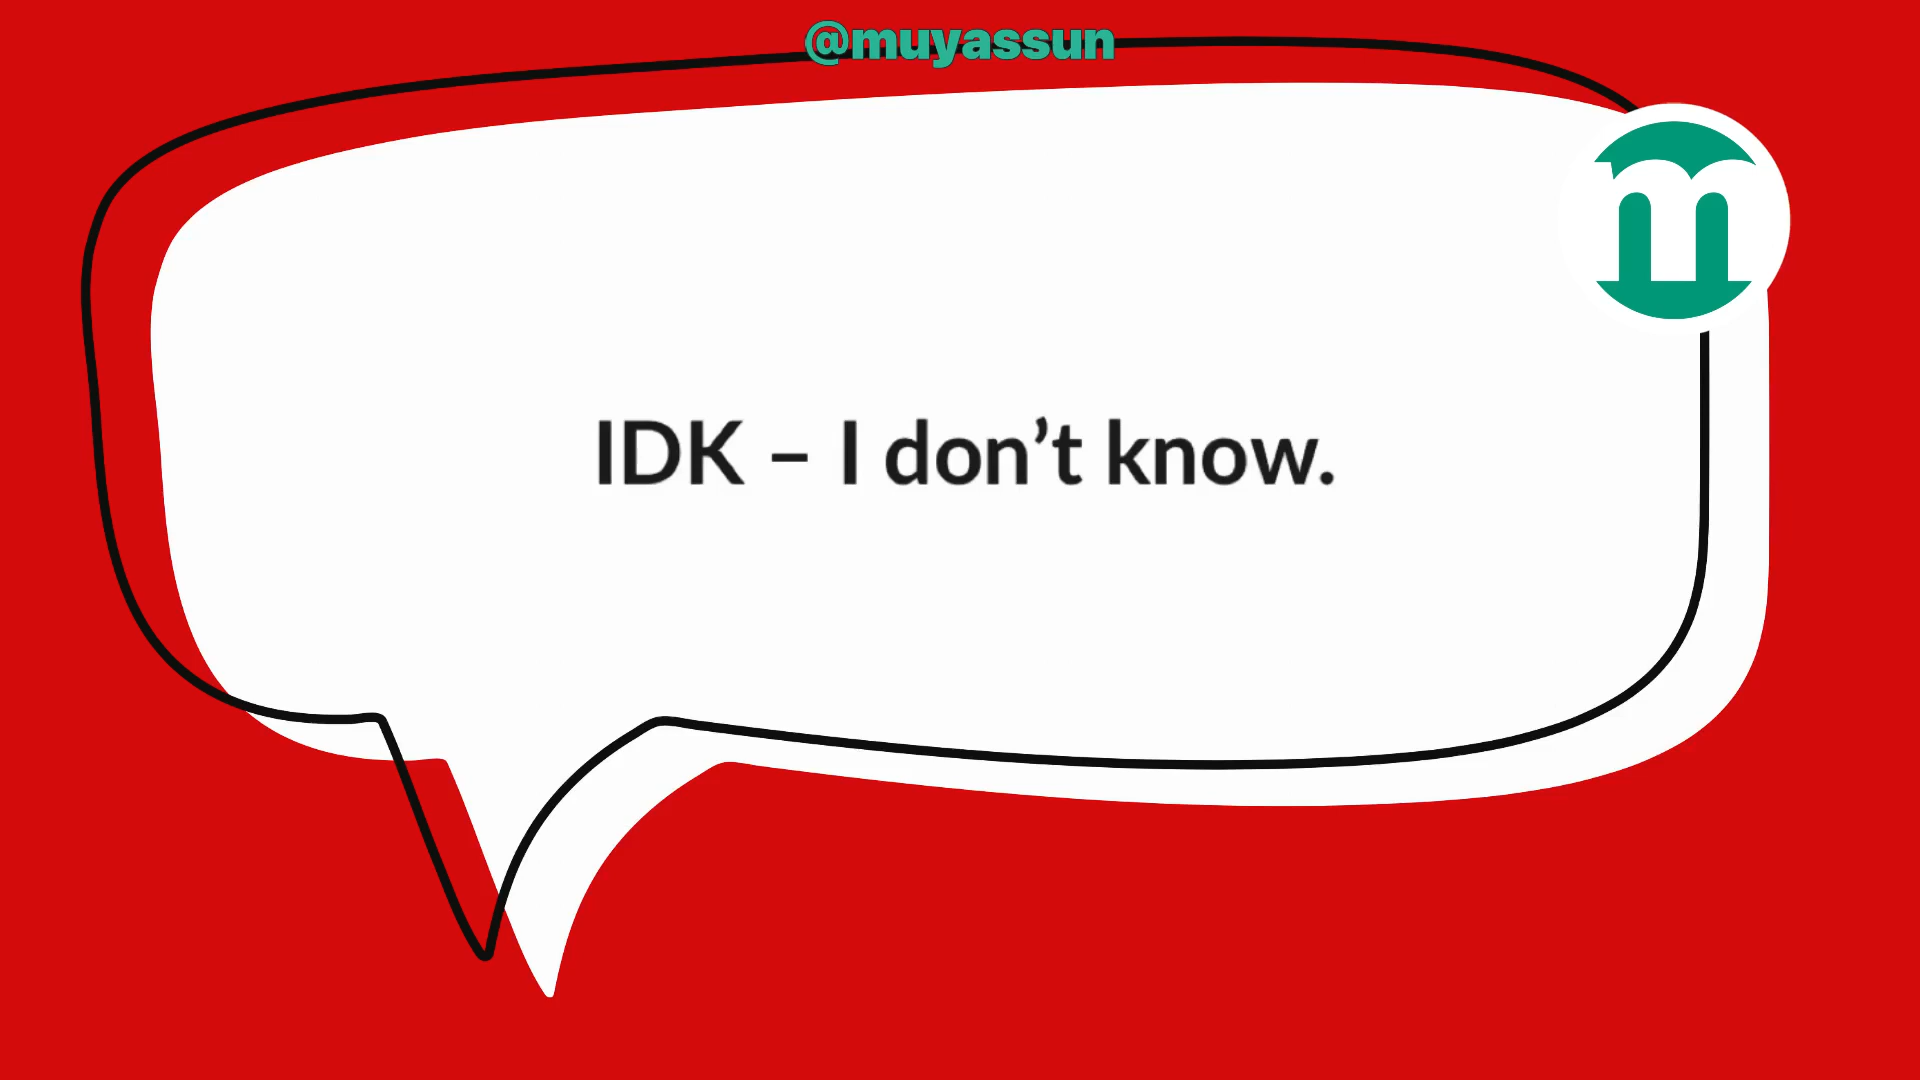 @muyassun
m
IDK – I don’t know.